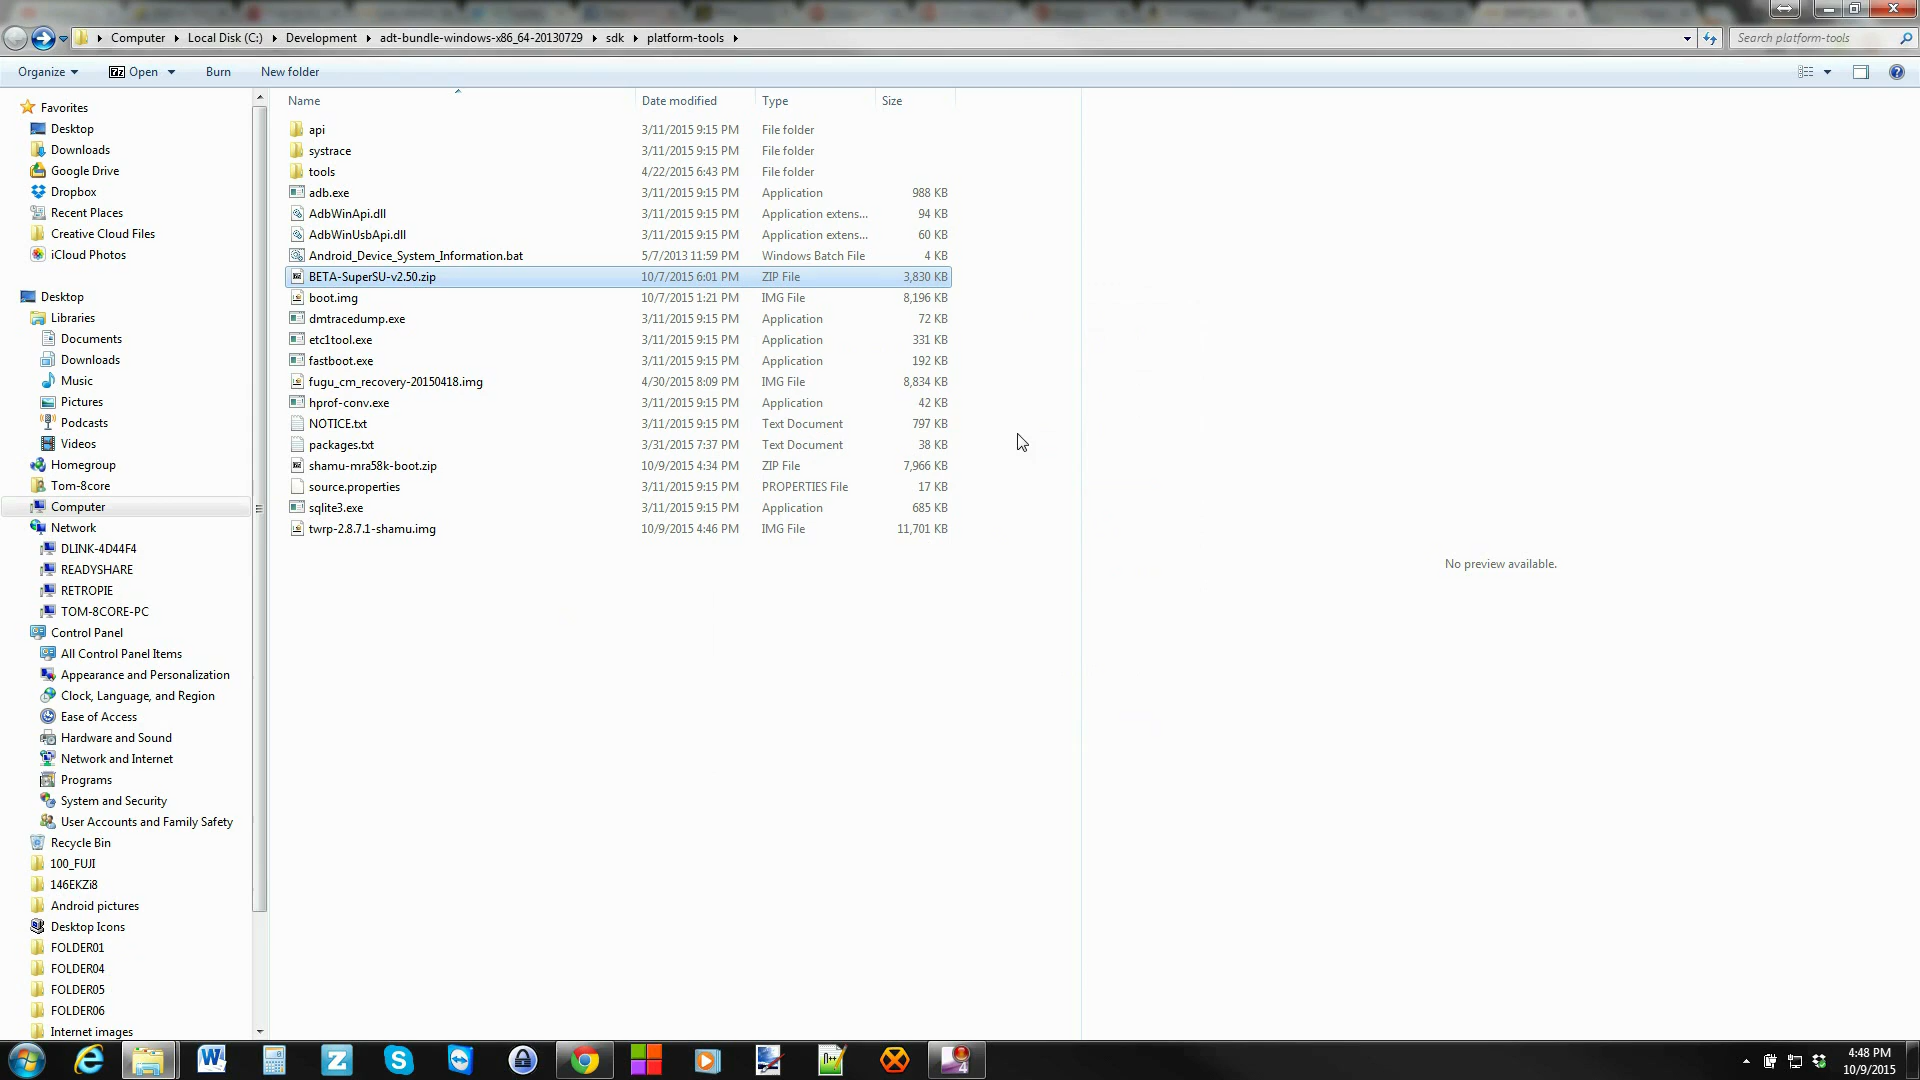 Computer Local Disk (C:) Development adt-bundle-windows-x86_64-20130729 sdk platform-tools Search platform-tools
Organize Open Burn New folder
Favorites
Desktop
Downloads
Google Drive
Dropbox
Recent Places
Creative Cloud Files
iCloud Photos
Desktop
Libraries
Documents
Downloads
Music
Pictures
Podcasts
Videos
Homegroup
Tom-8core
Computer
Network
DLINK-4D44F4
READYSHARE
RETROPIE
TOM-8CORE-PC
Control Panel
All Control Panel Items
Appearance and Personalization
Clock, Language, and Region
Ease of Access
Hardware and Sound
Network and Internet
Programs
System and Security
User Accounts and Family Safety
Recycle Bin
100_FUJI
146EKZi8
Android pictures
Desktop Icons
FOLDER01
FOLDER04
FOLDER05
FOLDER06
Internet images
Name Date modified Type Size
api 3/11/2015 9:15 PM File folder
systrace 3/11/2015 9:15 PM File folder
tools 4/22/2015 6:43 PM File folder
adb.exe 3/11/2015 9:15 PM Application 988 KB
AdbWinApi.dll 3/11/2015 9:15 PM Application extens... 94 KB
AdbWinUsbApi.dll 3/11/2015 9:15 PM Application extens... 60 KB
Android_Device_System_Information.bat 5/7/2013 11:59 PM Windows Batch File 4 KB
BETA-SuperSU-v2.50.zip 10/7/2015 6:01 PM ZIP File 3,830 KB
boot.img 10/7/2015 1:21 PM IMG File 8,196 KB
dmtracedump.exe 3/11/2015 9:15 PM Application 72 KB
etc1tool.exe 3/11/2015 9:15 PM Application 331 KB
fastboot.exe 3/11/2015 9:15 PM Application 192 KB
fugu_cm_recovery-20150418.img 4/30/2015 8:09 PM IMG File 8,834 KB
hprof-conv.exe 3/11/2015 9:15 PM Application 42 KB
NOTICE.txt 3/11/2015 9:15 PM Text Document 797 KB
packages.txt 3/31/2015 7:37 PM Text Document 38 KB
shamu-mra58k-boot.zip 10/9/2015 4:34 PM ZIP File 7,966 KB
source.properties 3/11/2015 9:15 PM PROPERTIES File 17 KB
sqlite3.exe 3/11/2015 9:15 PM Application 685 KB
twrp-2.8.7.1-shamu.img 10/9/2015 4:46 PM IMG File 11,701 KB
No preview available.
4:48 PM
10/9/2015